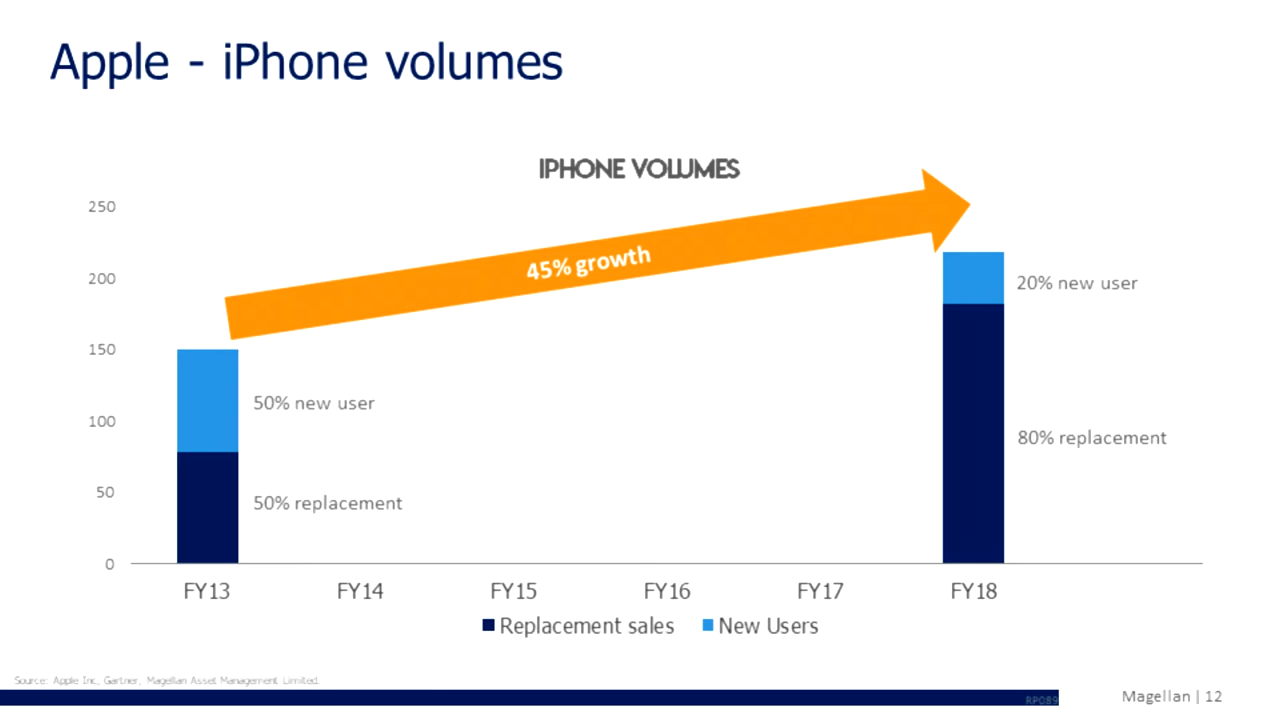 Apple - iPhone volumes
IPHONE VOLUMES
250
200
150
100
50
0
45% growth
50% new user
50% replacement
20% new user
80% replacement
FY13 FY14 FY15 FY16 FY17 FY18
Replacement sales New Users
Source: Apple Inc, Gartner, Magellan Asset Management Limited.
Magellan | 12